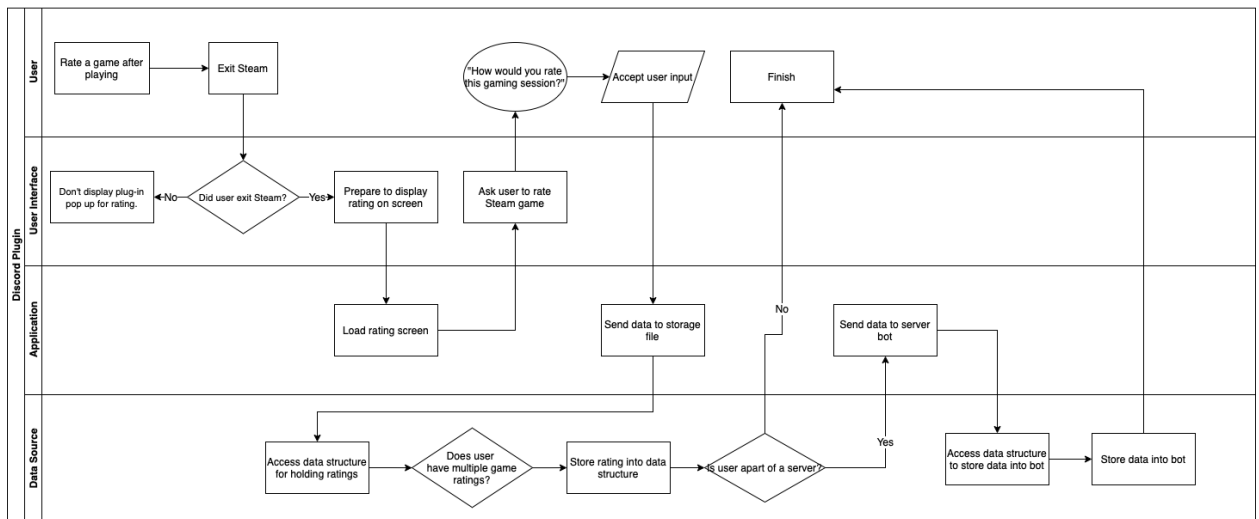 Discord Plugin
User
Rate a game after
playing
Exit Steam
"How would you rate
this gaming session?"
Accept user input
Finish
User Interface
Don't display plug-in
pop up for rating.
No
Did user exit Steam?
Yes
Prepare to display
rating on screen
Ask user to rate
Steam game
Application
Load rating screen
Send data to storage
file
No
Send data to server
bot
Data Source
Access data structure
for holding ratings
Does user
have multiple game
ratings?
Store rating into data
structure
Is user apart of a server?
Yes
Access data structure
to store data into bot
Store data into bot